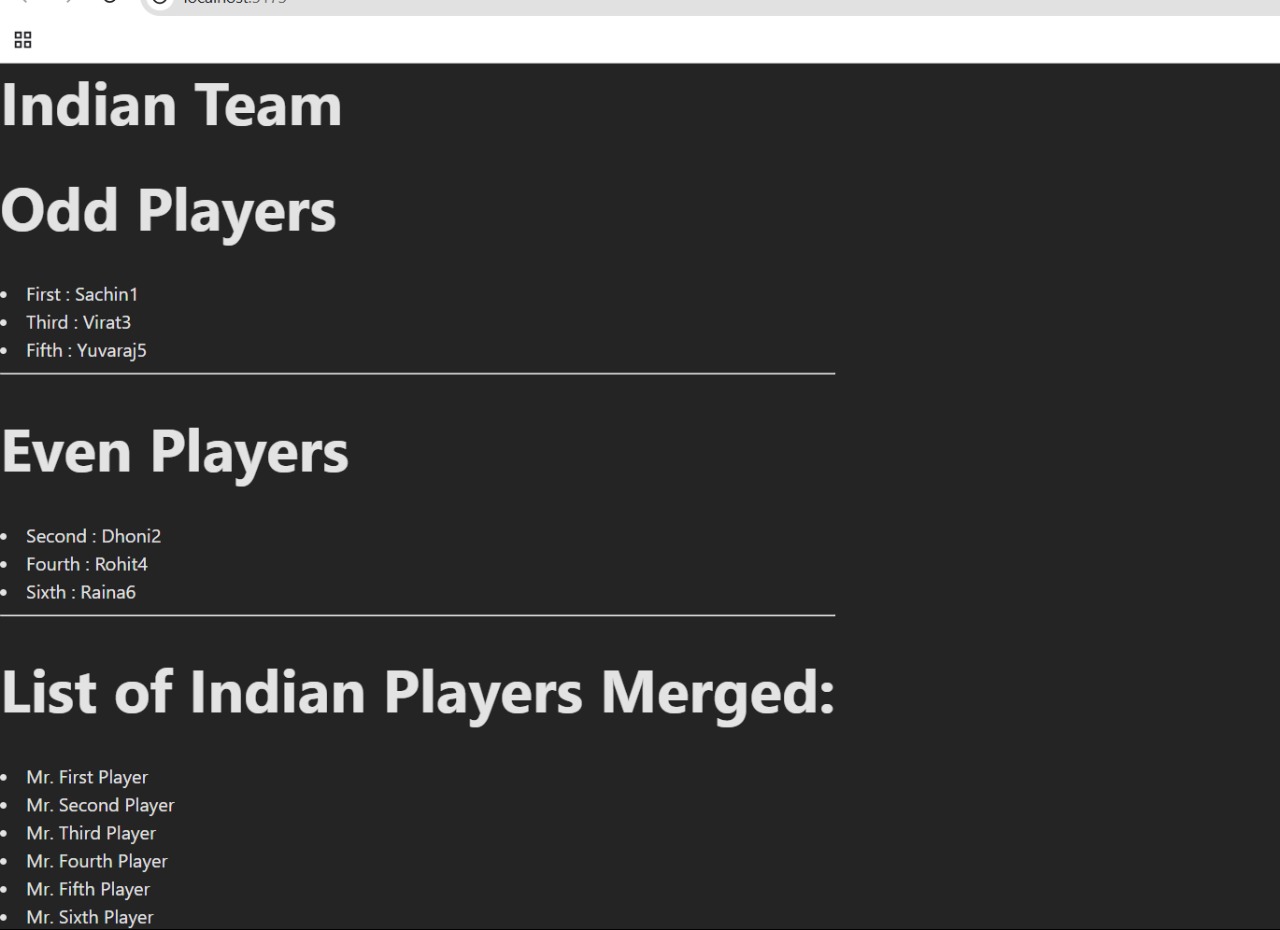 Indian Team
Odd Players
First : Sachin1
Third : Virat3
Fifth : Yuvaraj5
Even Players
Second : Dhoni2
Fourth : Rohit4
Sixth : Raina6
List of Indian Players Merged:
Mr. First Player
Mr. Second Player
Mr. Third Player
Mr. Fourth Player
Mr. Fifth Player
Mr. Sixth Player